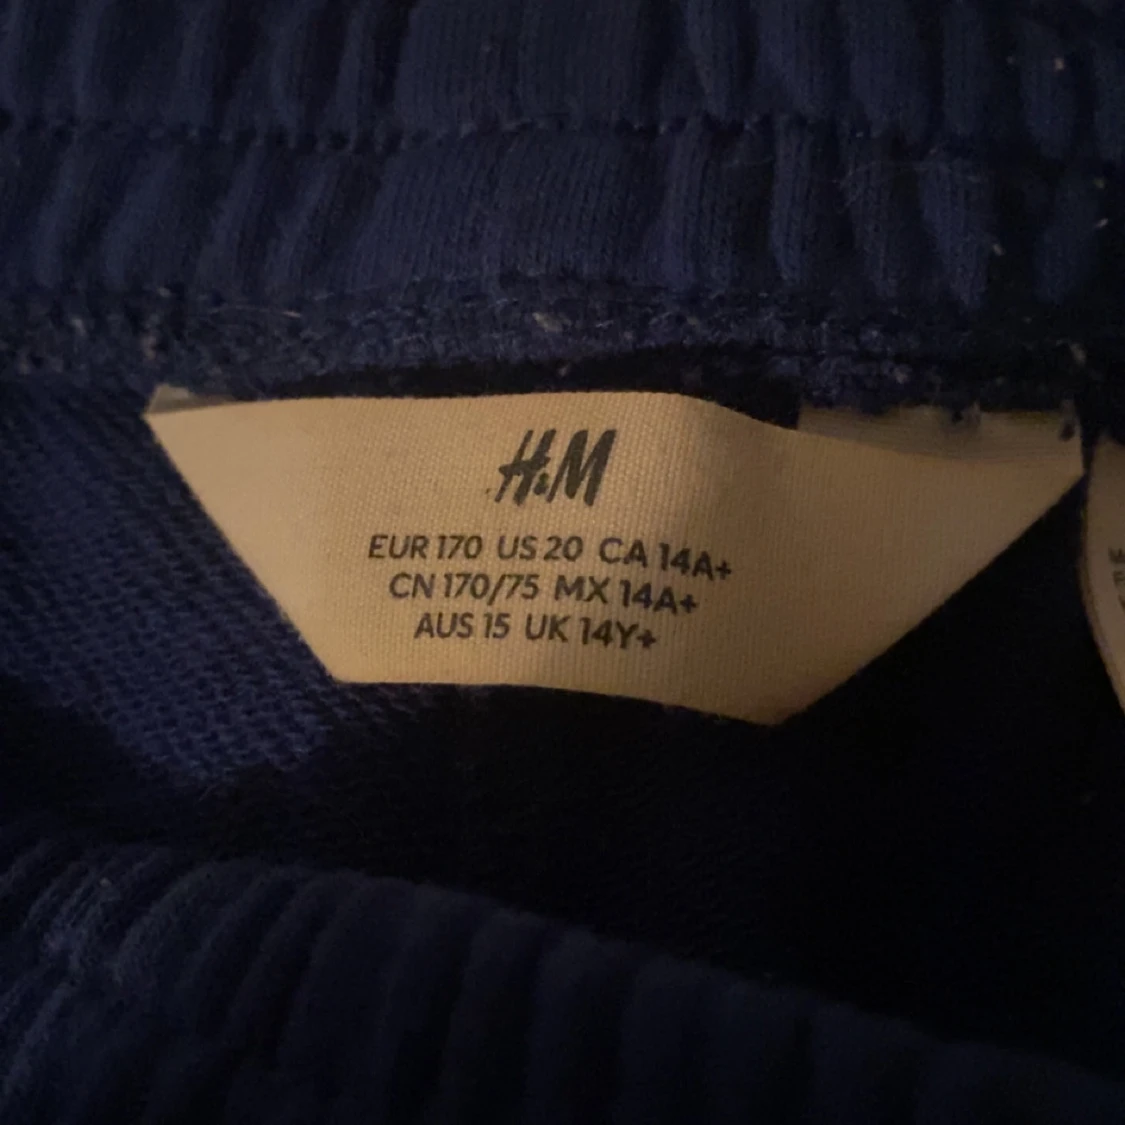 H&M
EUR 170 US 20 CA 14A+
CN 170/75 MX 14A+
AUS 15 UK 14Y+